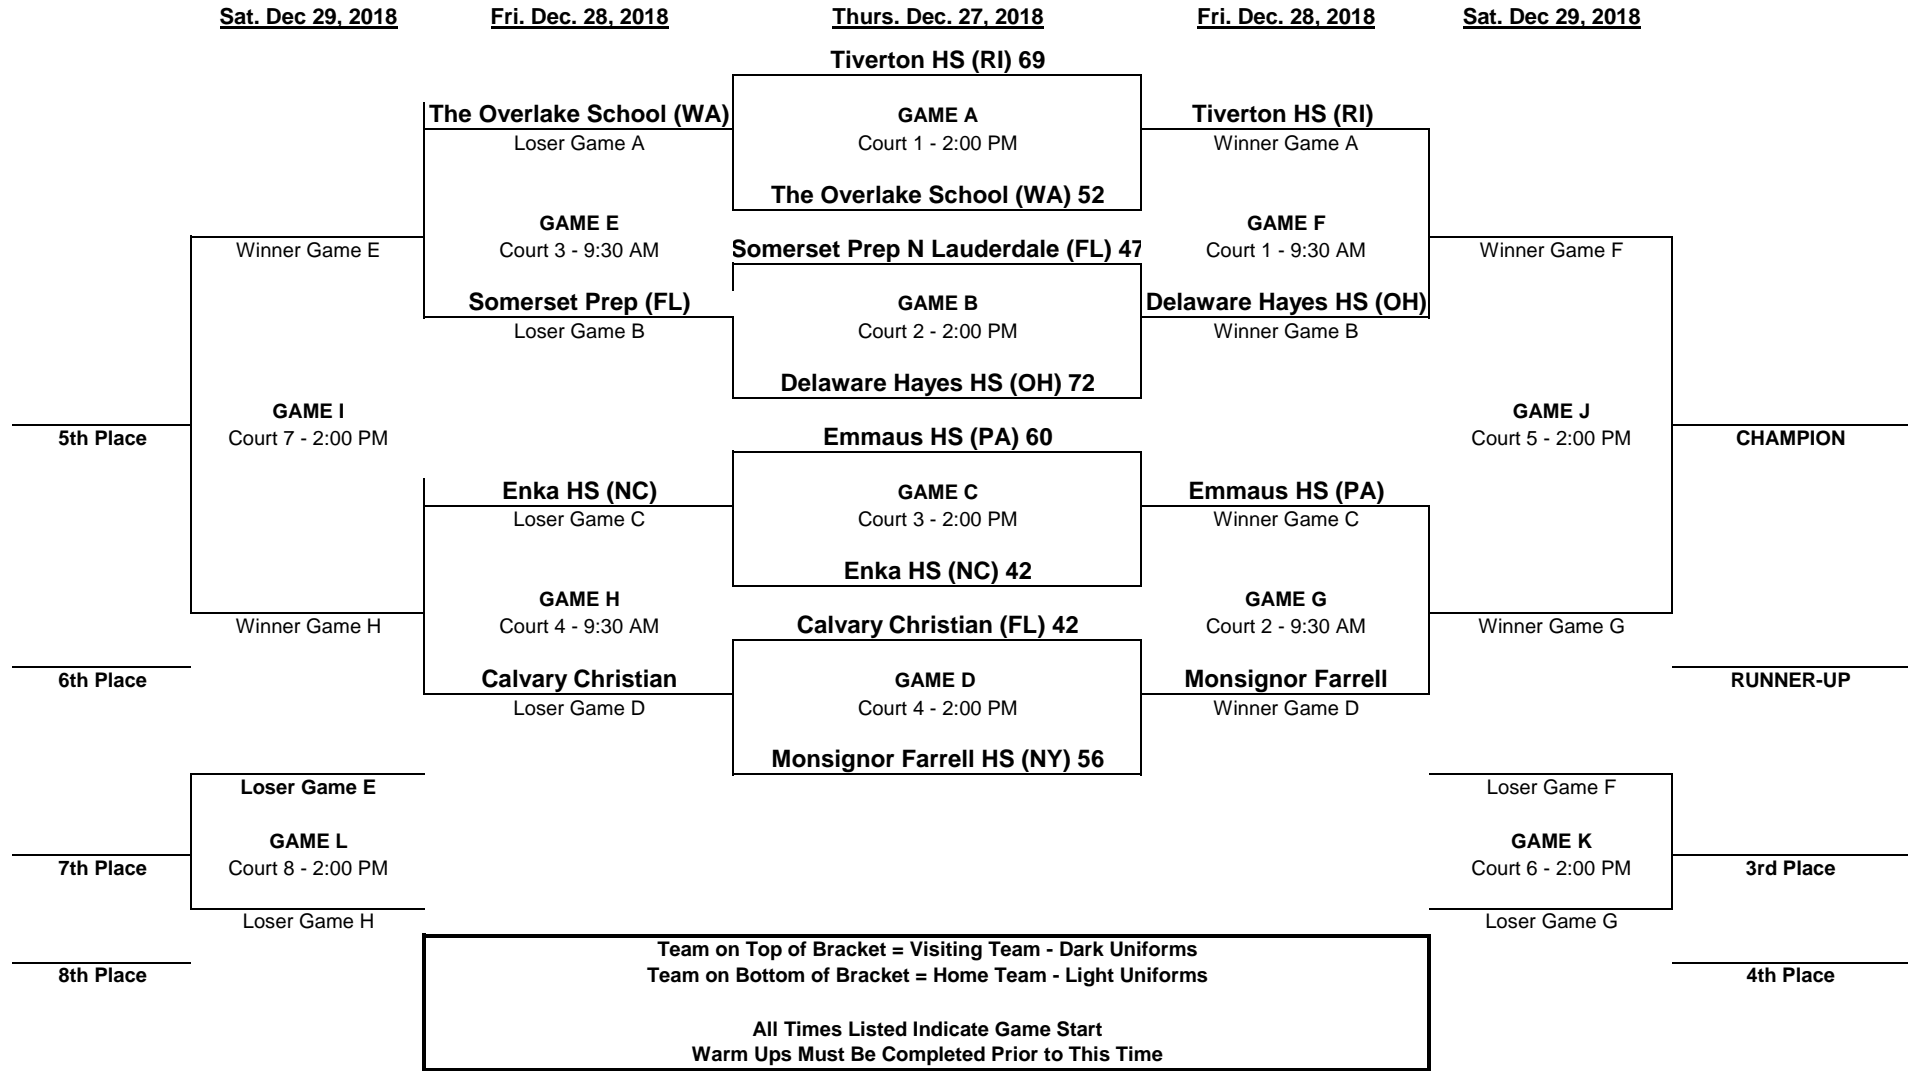 Sat. Dec 29, 2018
Fri. Dec. 28, 2018
Thurs. Dec. 27, 2018
Fri. Dec. 28, 2018
Sat. Dec 29, 2018
Tiverton HS (RI) 69
The Overlake School (WA)
GAME A
Tiverton HS (RI)
Loser Game A
Court 1 - 2:00 PM
Winner Game A
The Overlake School (WA) 52
GAME E
GAME F
Winner Game E
Court 3 - 9:30 AM
Somerset Prep N Lauderdale (FL) 47
Court 1 - 9:30 AM
Winner Game F
Somerset Prep (FL)
GAME B
Delaware Hayes HS (OH)
Loser Game B
Court 2 - 2:00 PM
Winner Game B
Delaware Hayes HS (OH) 72
GAME I
GAME J
5th Place
Court 7 - 2:00 PM
Emmaus HS (PA) 60
Court 5 - 2:00 PM
CHAMPION
Enka HS (NC)
GAME C
Emmaus HS (PA)
Loser Game C
Court 3 - 2:00 PM
Winner Game C
Enka HS (NC) 42
GAME H
GAME G
Winner Game H
Court 4 - 9:30 AM
Calvary Christian (FL) 42
Court 2 - 9:30 AM
Winner Game G
6th Place
Calvary Christian
GAME D
Monsignor Farrell
RUNNER-UP
Loser Game D
Court 4 - 2:00 PM
Winner Game D
Monsignor Farrell HS (NY) 56
Loser Game E
Loser Game F
GAME L
GAME K
7th Place
Court 8 - 2:00 PM
Court 6 - 2:00 PM
3rd Place
Loser Game H
Loser Game G
Team on Top of Bracket = Visiting Team - Dark Uniforms
8th Place
Team on Bottom of Bracket = Home Team - Light Uniforms
4th Place
All Times Listed Indicate Game Start
Warm Ups Must Be Completed Prior to This Time